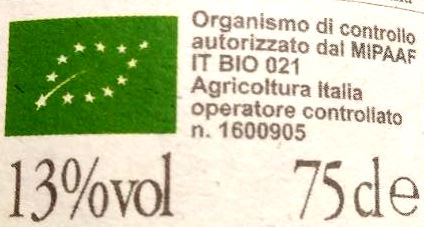 Organismo di controllo
autorizzato dal MIPAAF
IT BIO 021
Agricoltura Italia
operatore controllato
n. 1600905
13%vol 75cl e